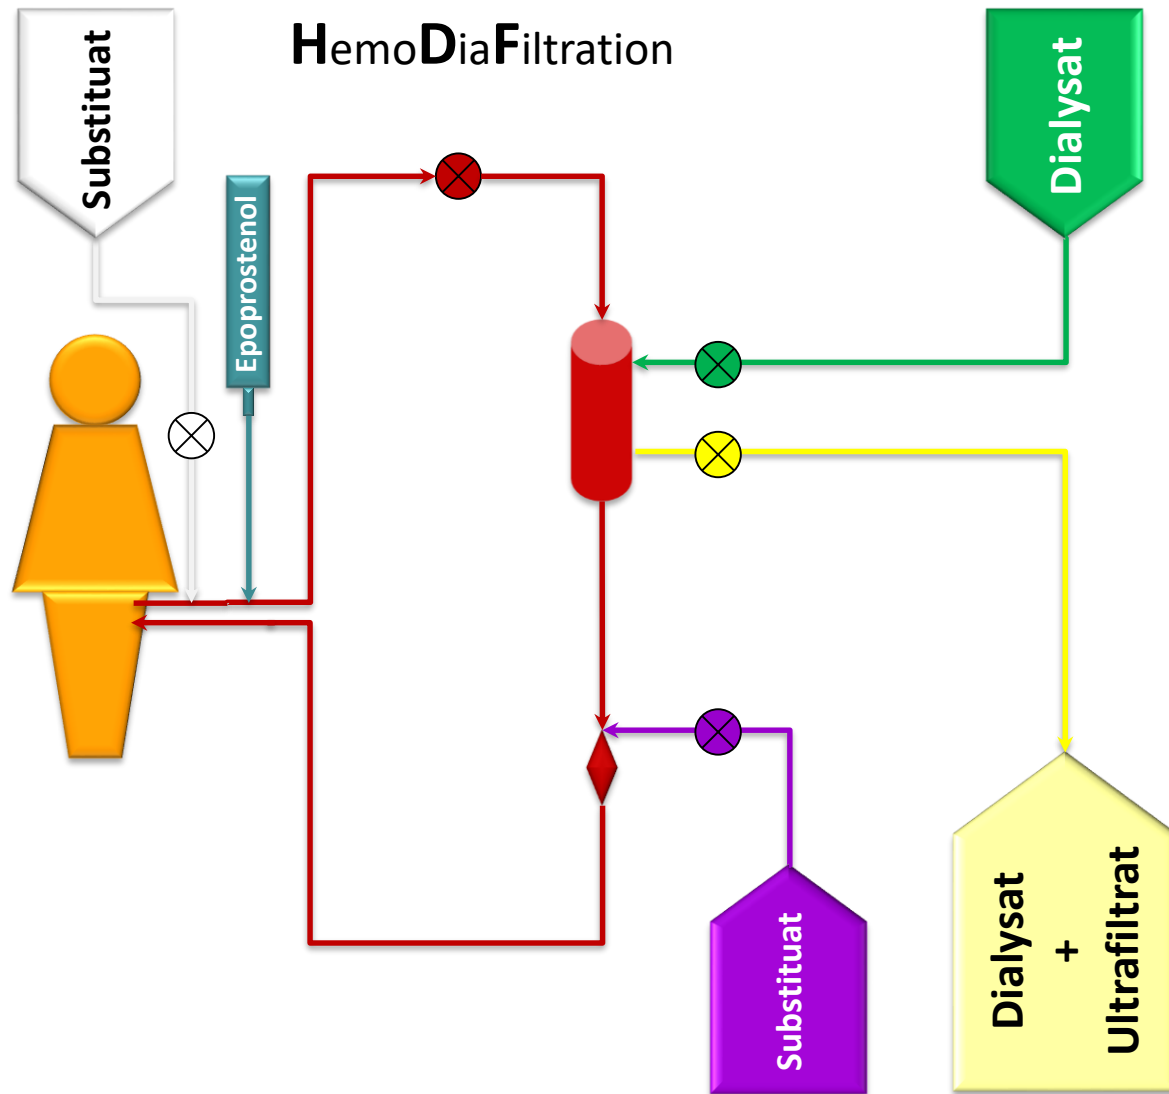 HemoDiaFiltration
Substituat
Epoprostenol
Dialysat
Substituat
Dialysat
+
Ultrafiltrat